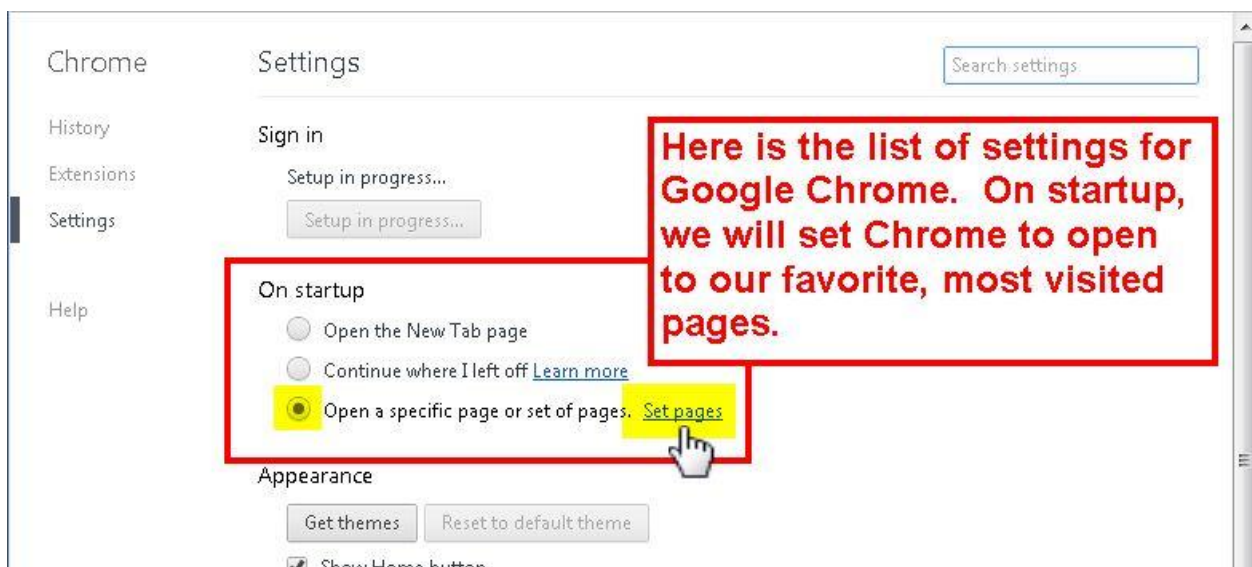 Chrome
Settings
Search settings
History
Extensions
Settings
Help
Sign in
Setup in progress...
Setup in progress...
Here is the list of settings for
Google Chrome.  On startup,
we will set Chrome to open
to our favorite, most visited
pages.
On startup
Open the New Tab page
Continue where I left off Learn more
Open a specific page or set of pages. Set pages
Appearance
Get themes
Reset to default theme
Show Home button